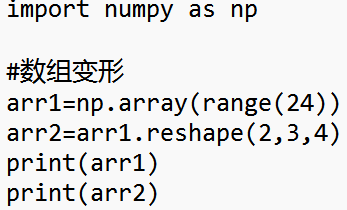 import numpy as np
#数组变形
arr1=np.array(range(24))
arr2=arr1.reshape(2,3,4)
print(arr1)
print(arr2)